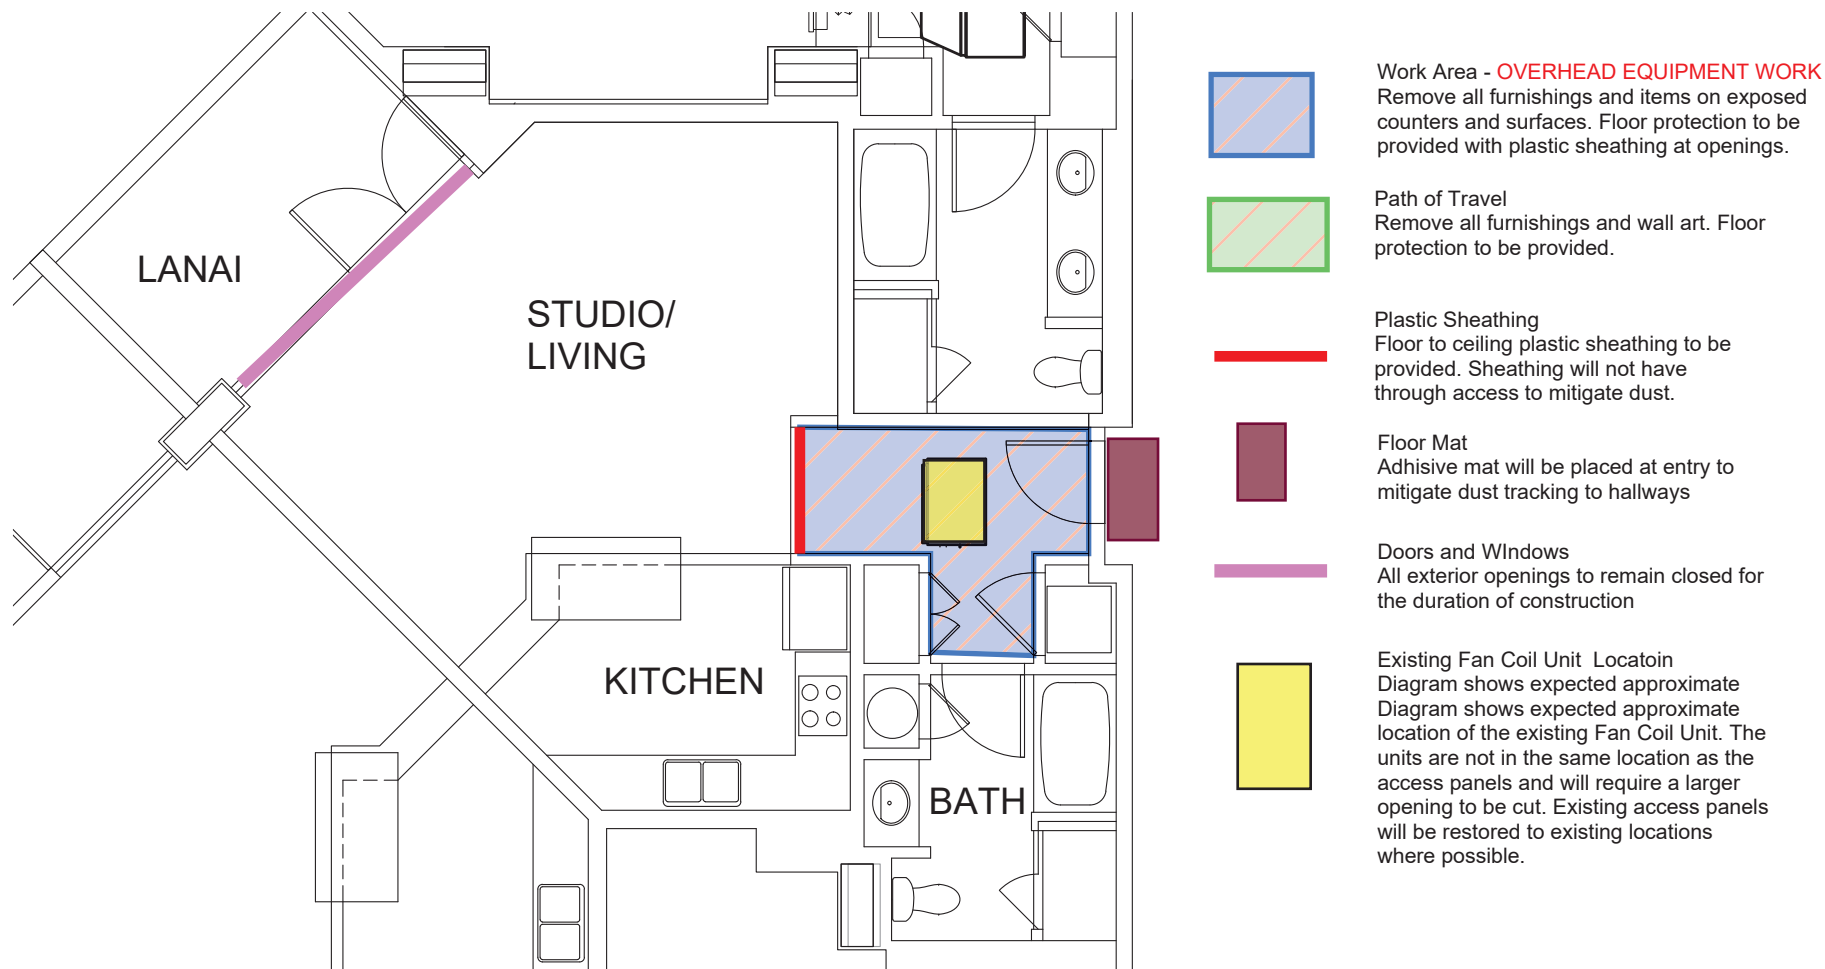 LANAI
STUDIO/
LIVING
KITCHEN
BATH
Work Area - OVERHEAD EQUIPMENT WORK
Remove all furnishings and items on exposed
counters and surfaces. Floor protection to be
provided with plastic sheathing at openings.
Path of Travel
Remove all furnishings and wall art. Floor
protection to be provided.
Plastic Sheathing
Floor to ceiling plastic sheathing to be
provided. Sheathing will not have
through access to mitigate dust.
Floor Mat
Adhisive mat will be placed at entry to
mitigate dust tracking to hallways
Doors and WIndows
All exterior openings to remain closed for
the duration of construction
Existing Fan Coil Unit  Locatoin
Diagram shows expected approximate
Diagram shows expected approximate
location of the existing Fan Coil Unit. The
units are not in the same location as the
access panels and will require a larger
opening to be cut. Existing access panels
will be restored to existing locations
where possible.